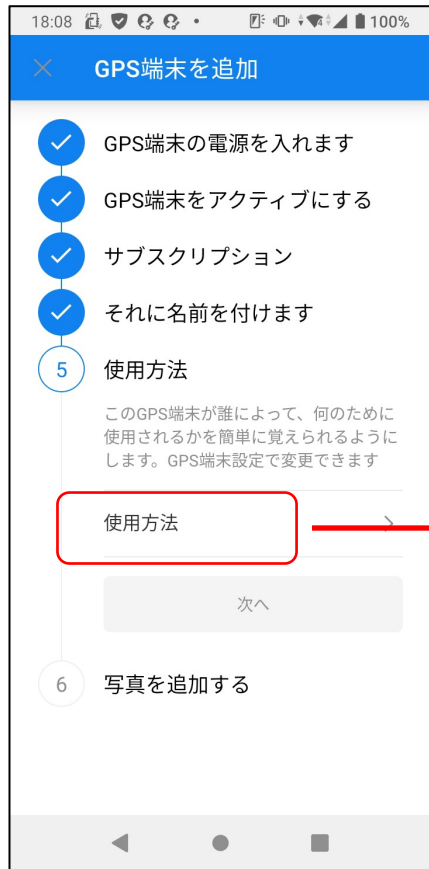 18:08
100%
GPS端末を追加
GPS端末の電源を入れます
GPS端末をアクティブにする
サブスクリプション
それに名前を付けます
5 使用方法
このGPS端末が誰によって、何のために
使用されるかを簡単に覚えられるように
します。GPS端末設定で変更できます
使用方法
次へ
6 写真を追加する